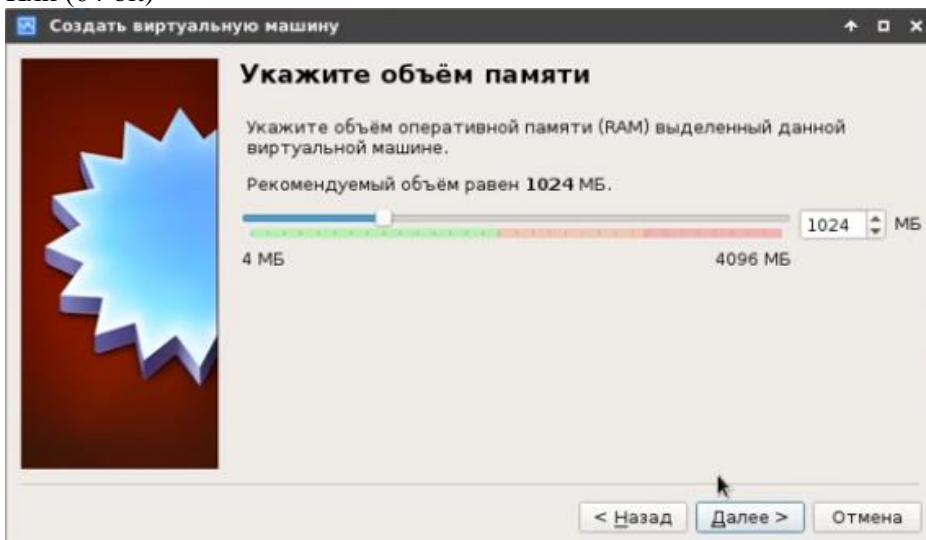 Создать виртуальную машину
Укажите объём памяти
Укажите объём оперативной памяти (RAM) выделенный данной
виртуальной машине.
Рекомендуемый объём равен 1024 МБ.
1024 МБ
4 МБ 4096 МБ
< Назад Далее > Отмена